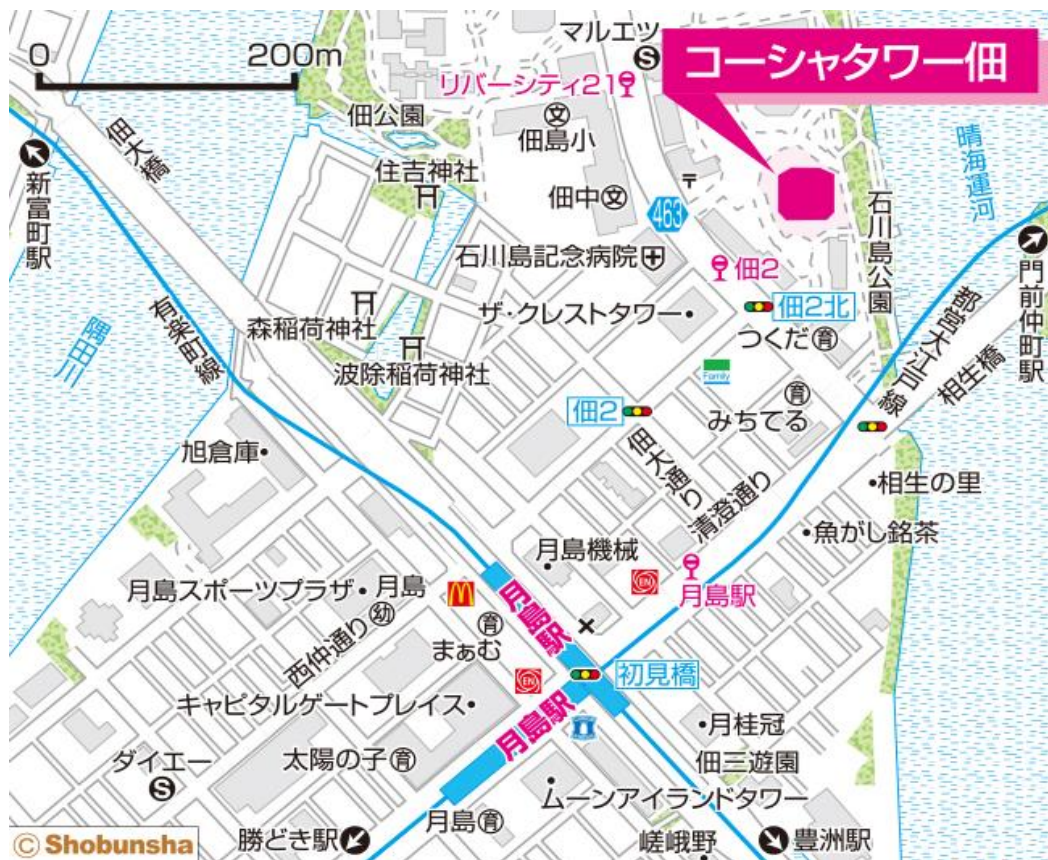 0
200m
マルエツ
S
コーシャタワー佃
リバーシティ21
佃公園
文
佃島小
佃大橋
晴海運河
新富町駅
住吉神社
佃中
文
〒
463
石川島公園
石川島記念病院
佃2
門前仲町駅
有楽町線
森稲荷神社
ザ・クレストタワー
佃2北
つくだ
育
都営大江戸線
相生橋
隅田川
波除稲荷神社
Family
育
みちてる
佃2
旭倉庫
佃大通り
清澄通り
相生の里
魚がし銘茶
月島機械
EN
月島駅
月島スポーツプラザ
月島
幼
西仲通り
育
まぁむ
月島駅
EN
初見橋
キャピタルゲートプレイス
月島駅
月桂冠
ダイエー
S
太陽の子
育
佃三遊園
ムーンアイランドタワー
月島
育
© Shobunsha
勝どき駅
嵯峨野
豊洲駅